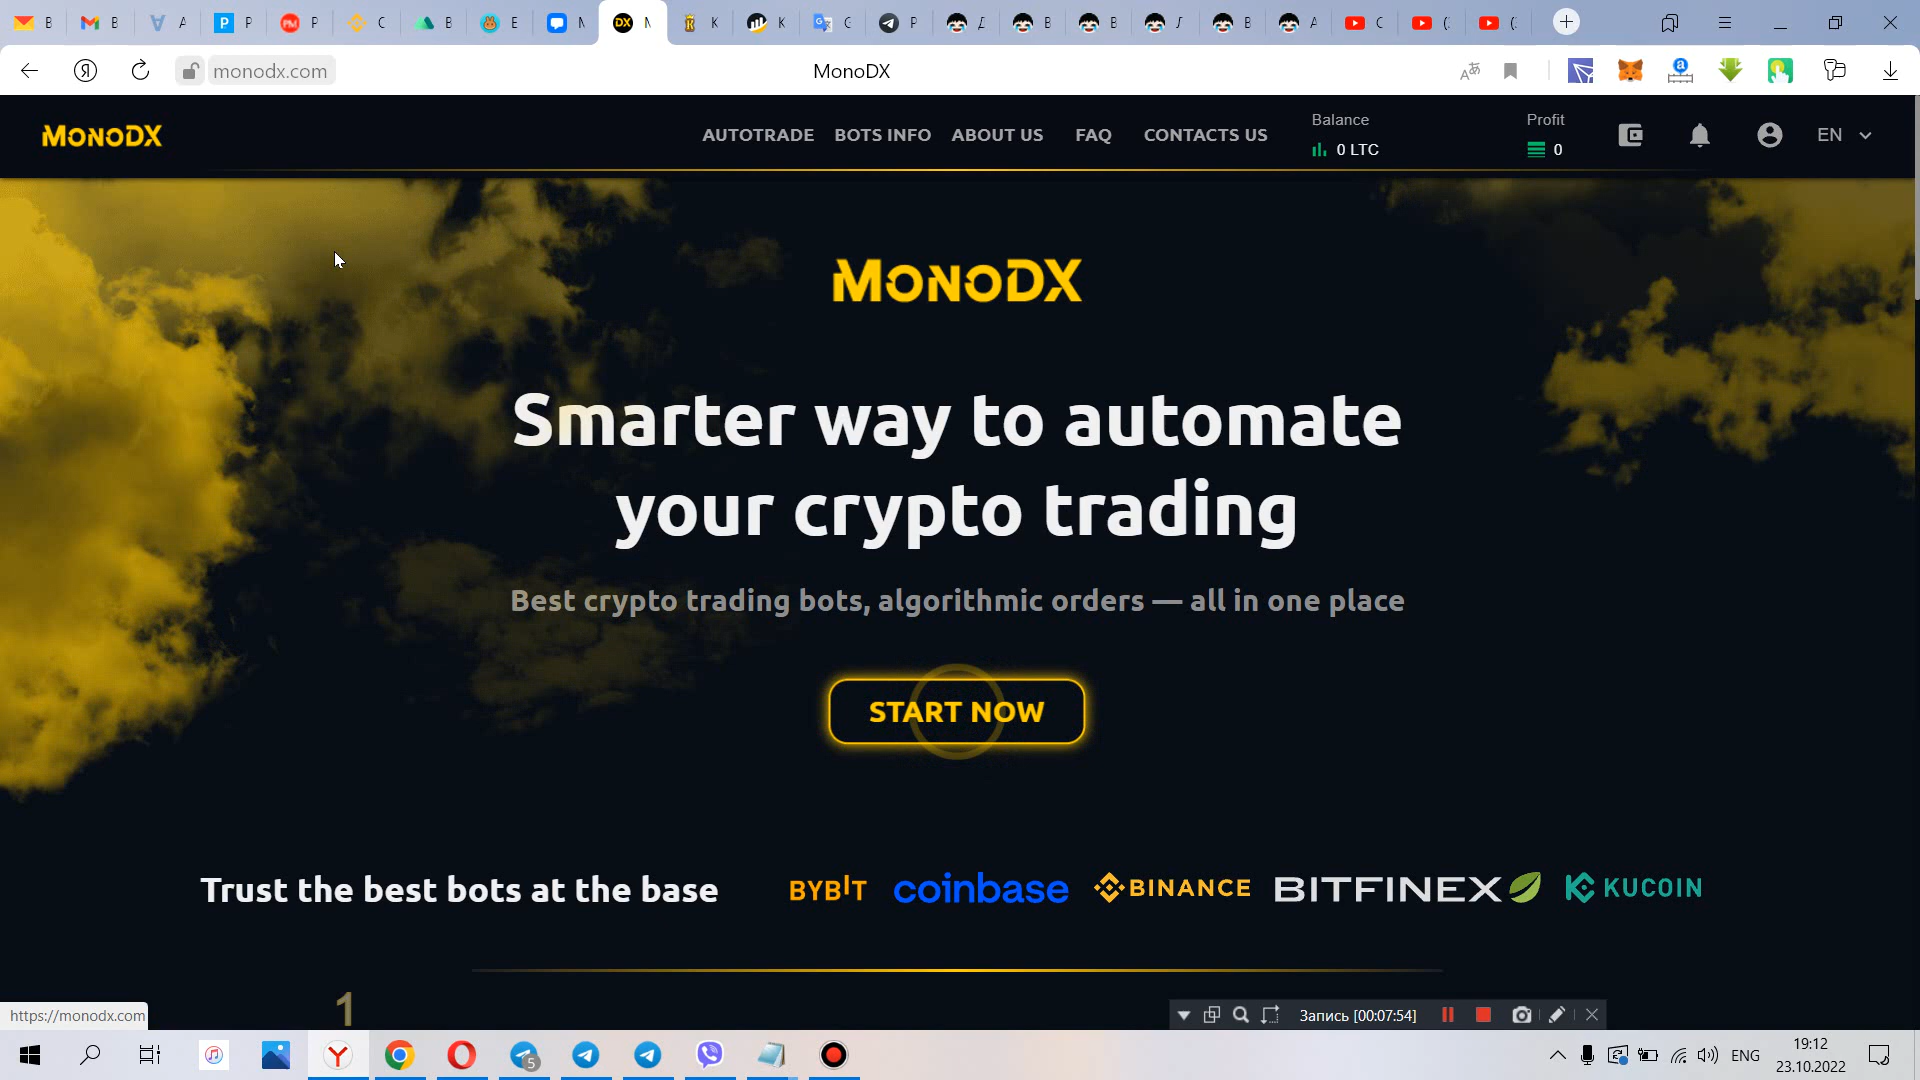 В
В
А
P
Р
С
В
Е
М
К
К
С
Р
Д
В
В
Л
В
А
С
(
(
monodx.com
MonoDX
MONODX
AUTOTRADE
BOTS INFO
ABOUT US
FAQ
CONTACTS US
Balance
0 LTC
Profit
0
EN
MONODX
Smarter way to automate
your crypto trading
Best crypto trading bots, algorithmic orders — all in one place
START NOW
Trust the best bots at the base
BYBIT
coinbase
BINANCE
BITFINEX
KUCOIN
1
https://monodx.com
Запись [00:07:54]
5
ENG
19:12
23.10.2022